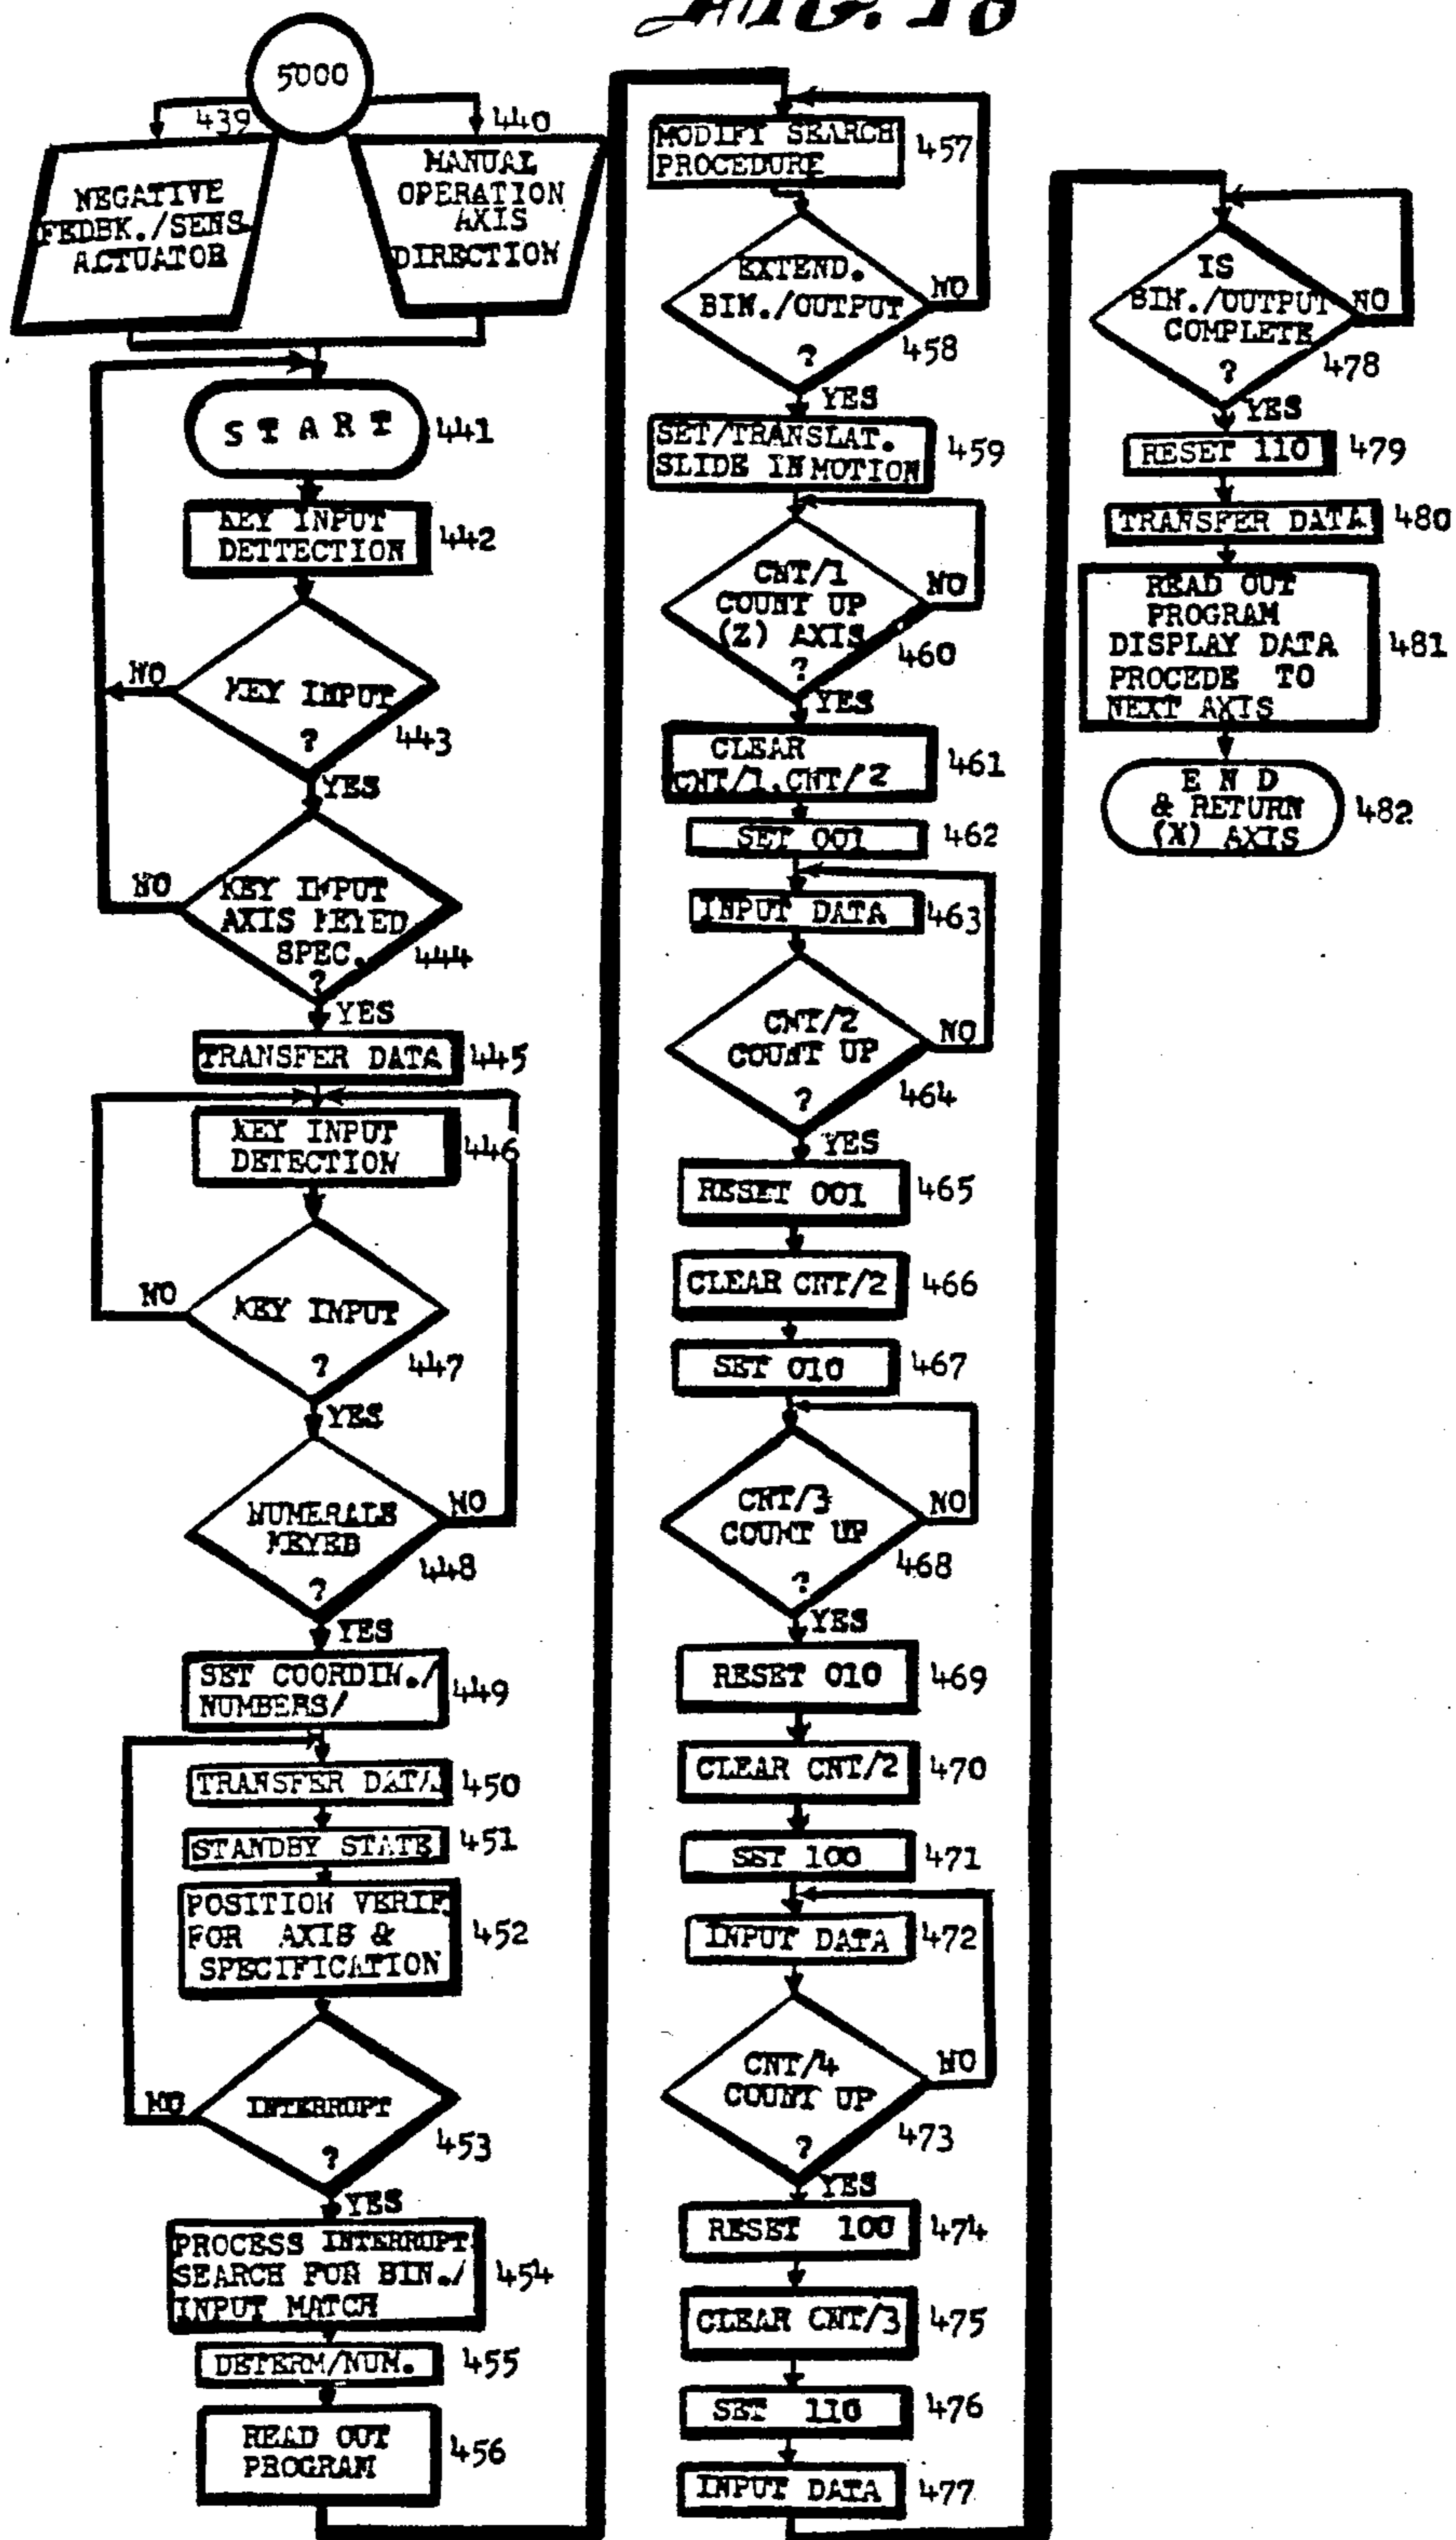 5000
439
NEGATIVE
FEDBK./SENS.
ACTUATOR
440
MANUAL
OPERATION
AXIS
DIRECTION
START
441
KEY INPUT
DETTECTION
442
NO
KEY INPUT
?
443
YES
NO
KEY INPUT
AXIS KEYED
SPEC.
?
444
YES
TRANSFER DATA
445
KEY INPUT
DETECTION
446
NO
KEY INPUT
?
447
YES
NUMERALS
KEYED
?
NO
448
YES
SET COORDIN./
NUMBERS/
449
TRANSFER DATA
450
STANDBY STATE
451
POSITION VERIF.
FOR AXIS &
SPECIFICATION
452
NO
INTERRUPT
?
453
YES
PROCESS INTERRUPT
SEARCH FOR BIN./
INPUT MATCH
454
DETERM/NUM.
455
READ OUT
PROGRAM
456
FIG. 18
MODIFI SEARCH
PROCEDURE
457
EXTEND.
BIN./OUTPUT
?
NO
458
YES
SET/TRANSLAT.
SLIDE IN MOTION
459
CNT/1
COUNT UP
(Z) AXIS
?
NO
460
YES
CLEAR
CNT/1.CNT/2
461
SET 001
462
INPUT DATA
463
CNT/2
COUNT UP
?
NO
464
YES
RESET 001
465
CLEAR CNT/2
466
SET 010
467
CNT/3
COUNT UP
?
NO
468
YES
RESET 010
469
CLEAR CNT/2
470
SET 100
471
INPUT DATA
472
CNT/4
COUNT UP
?
NO
473
YES
RESET 100
474
CLEAR CNT/3
475
SET 110
476
INPUT DATA
477
IS
BIN./OUTPUT
COMPLETE
?
NO
478
YES
RESET 110
479
TRANSFER DATA
480
READ OUT
PROGRAM
DISPLAY DATA
PROCEDE TO
NEXT AXIS
481
END
& RETURN
(X) AXIS
482